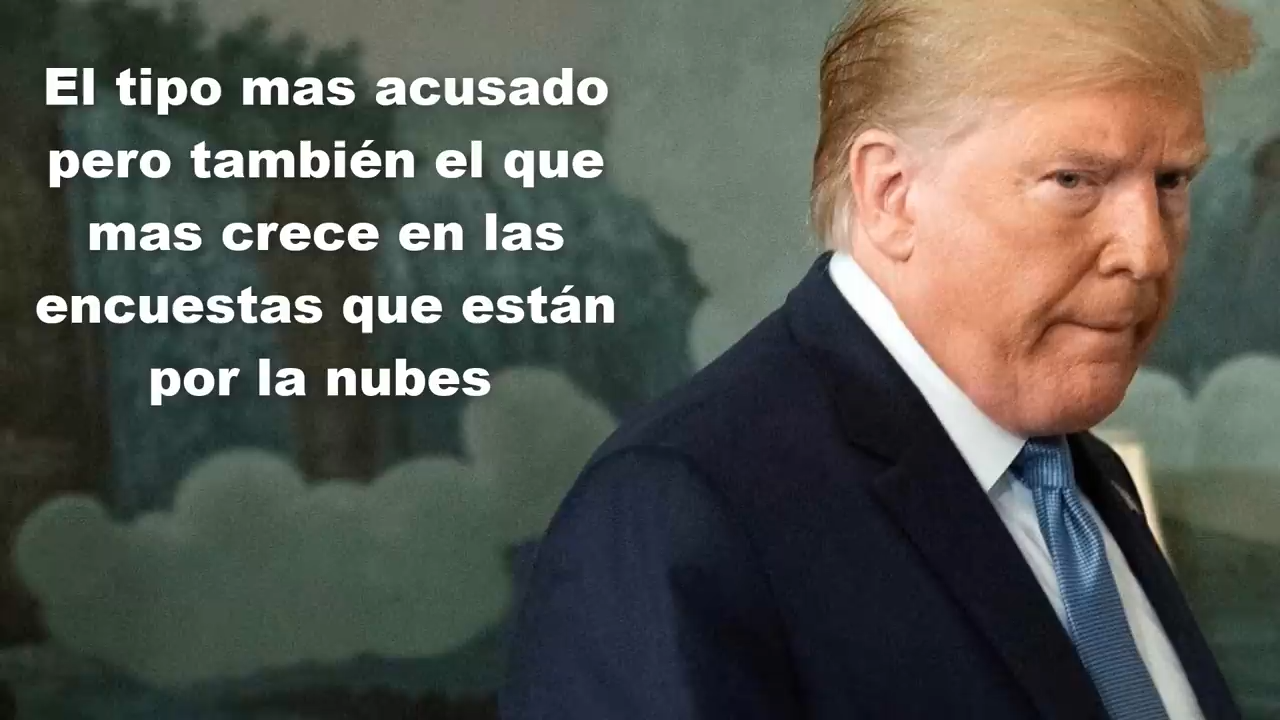 El tipo mas acusado
pero también el que
mas crece en las
encuestas que están
por la nubes